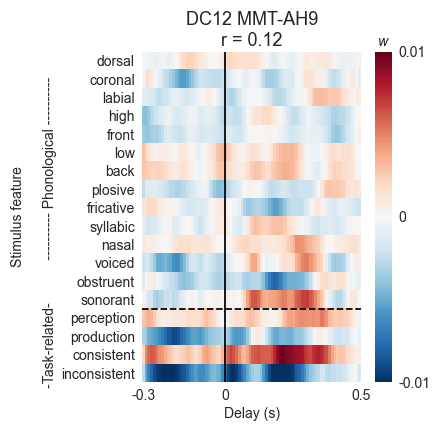 DC12 MMT-AH9
r = 0.12
w
dorsal
coronal
labial
high
front
low
back
plosive
fricative
syllabic
nasal
voiced
obstruent
sonorant
perception
production
consistent
inconsistent
Stimulus feature
-Task-related- ---------- Phonological ----------
-0.3 0 0.5
Delay (s)
0.01
0
-0.01